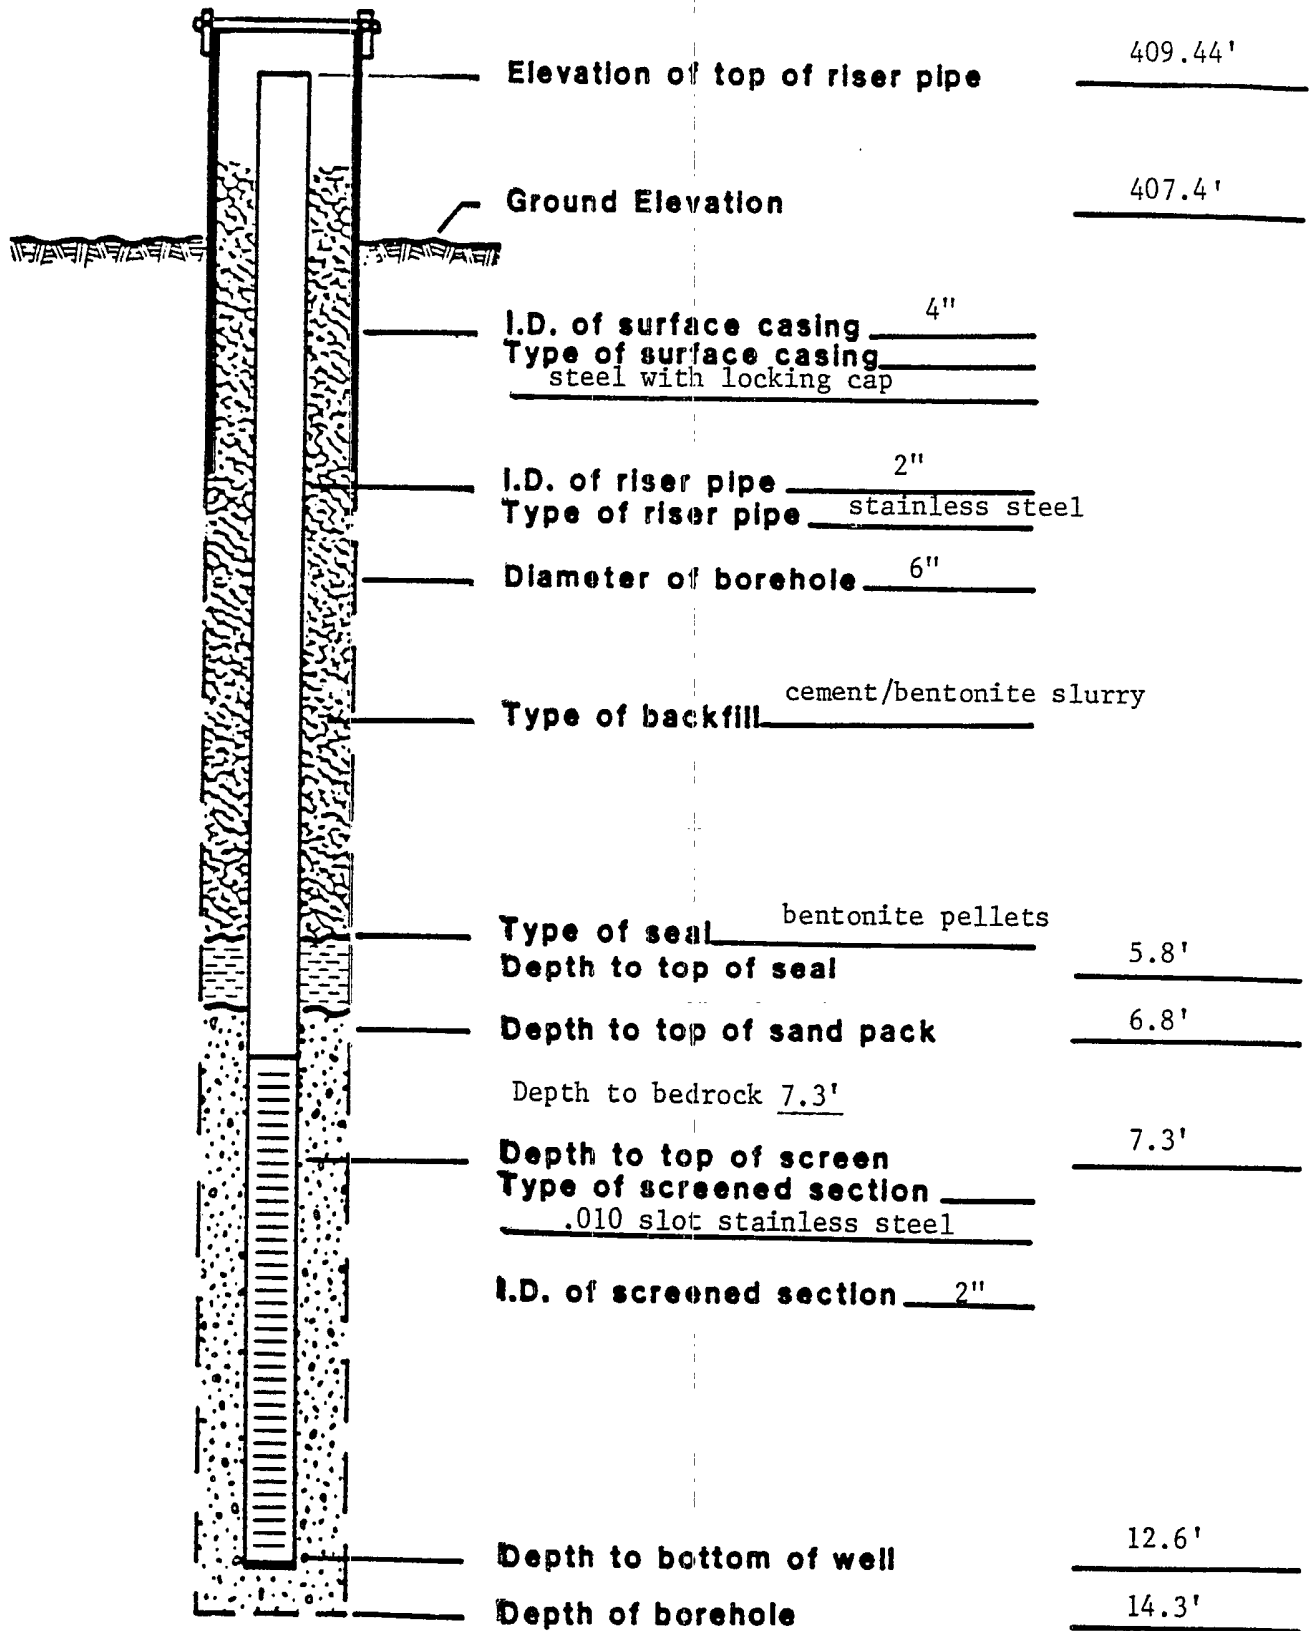 Elevation of top of riser pipe 409.44'
Ground Elevation 407.4'
I.D. of surface casing 4"
Type of surface casing
steel with locking cap
I.D. of riser pipe 2"
Type of riser pipe stainless steel
Diameter of borehole 6"
Type of backfill cement/bentonite slurry
Type of seal bentonite pellets
Depth to top of seal 5.8'
Depth to top of sand pack 6.8'
Depth to bedrock 7.3'
Depth to top of screen 7.3'
Type of screened section
.010 slot stainless steel
I.D. of screened section 2"
Depth to bottom of well 12.6'
Depth of borehole 14.3'